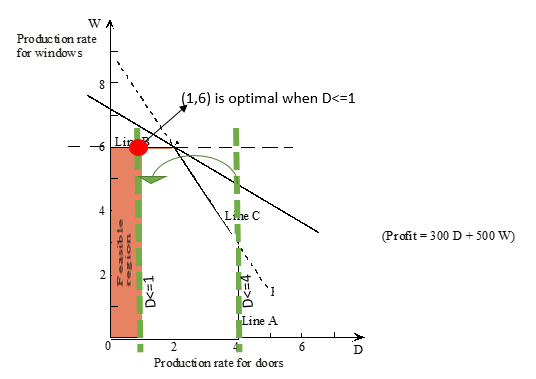 W
Production rate
for windows
8
(1,6) is optimal when D<=1
Line B
6
4
Line C
(Profit = 300 D + 500 W)
Feasible
region
2
D<=1
D<=4
Line A
0
2
4
6
D
Production rate for doors